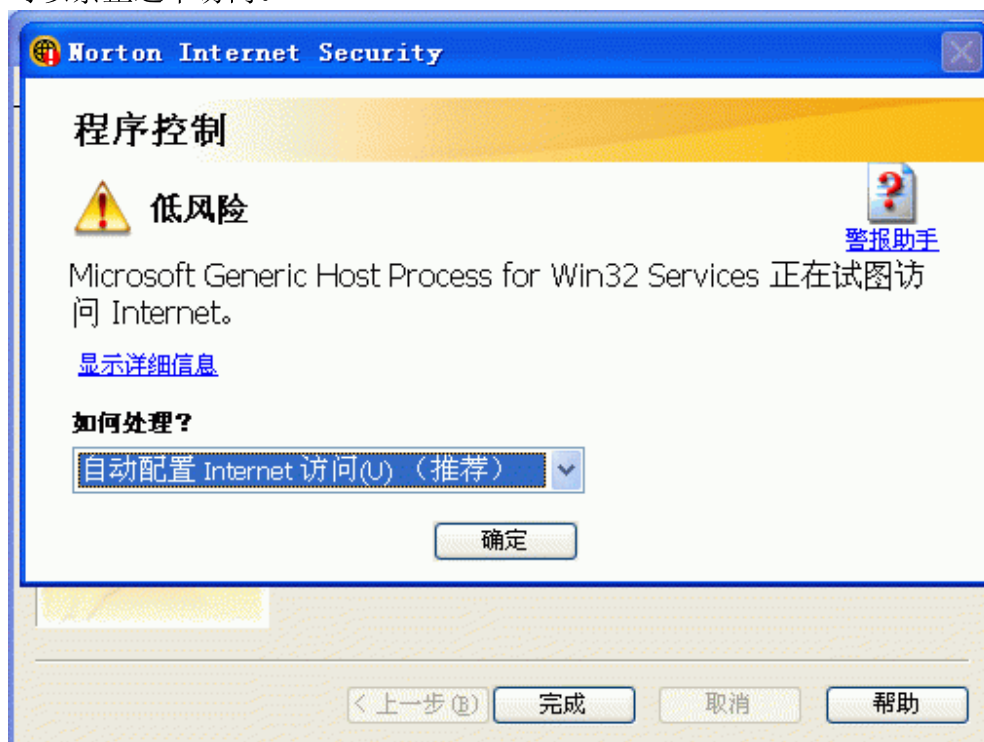 Norton Internet Security
程序控制
低风险
警报助手
Microsoft Generic Host Process for Win32 Services 正在试图访
问 Internet。
显示详细信息
如何处理?
自动配置 Internet 访问(U) （推荐）
确定
< 上一步(B) 完成 取消 帮助